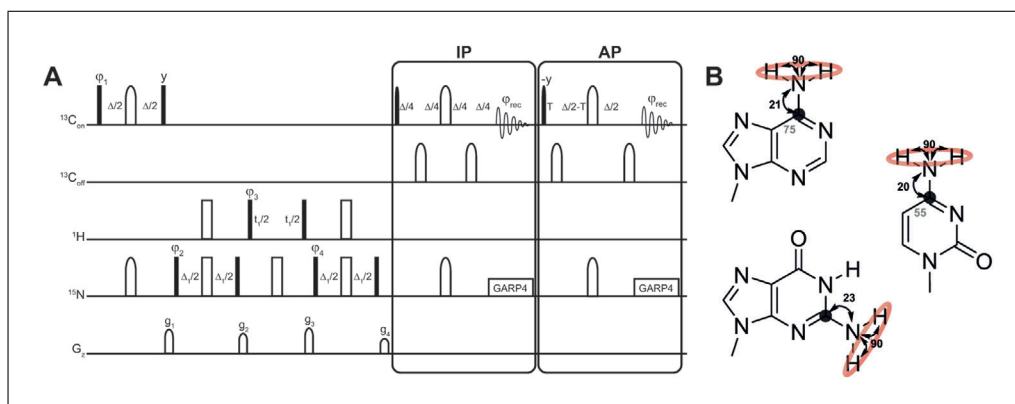 IP AP
A
φ₁ y -y
Δ/2 Δ/2 Δ/4 Δ/4 Δ/4 Δ/4 φrec T Δ/2-T Δ/2 φrec
¹³Cₒₙ
¹³Cₒff
φ₃
¹H t₁/2 t₁/2
φ₂ φ₄
¹⁵N Δ₁/2 Δ₁/2 Δ₁/2 Δ₁/2 GARP4 GARP4
g₁ g₂ g₃ g₄
G_z
B
90
H H
N
21
75
N N
N N
90
H H
N
20
55
N
N O
O
N N H
23
N N N H
90
H